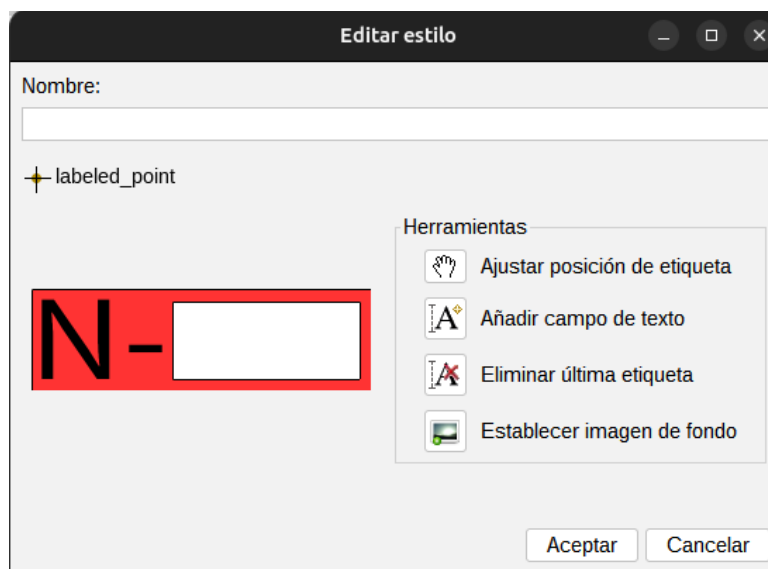 Editar estilo
Nombre:
labeled_point
Herramientas
Ajustar posición de etiqueta
Añadir campo de texto
Eliminar última etiqueta
Establecer imagen de fondo
N-
Aceptar
Cancelar